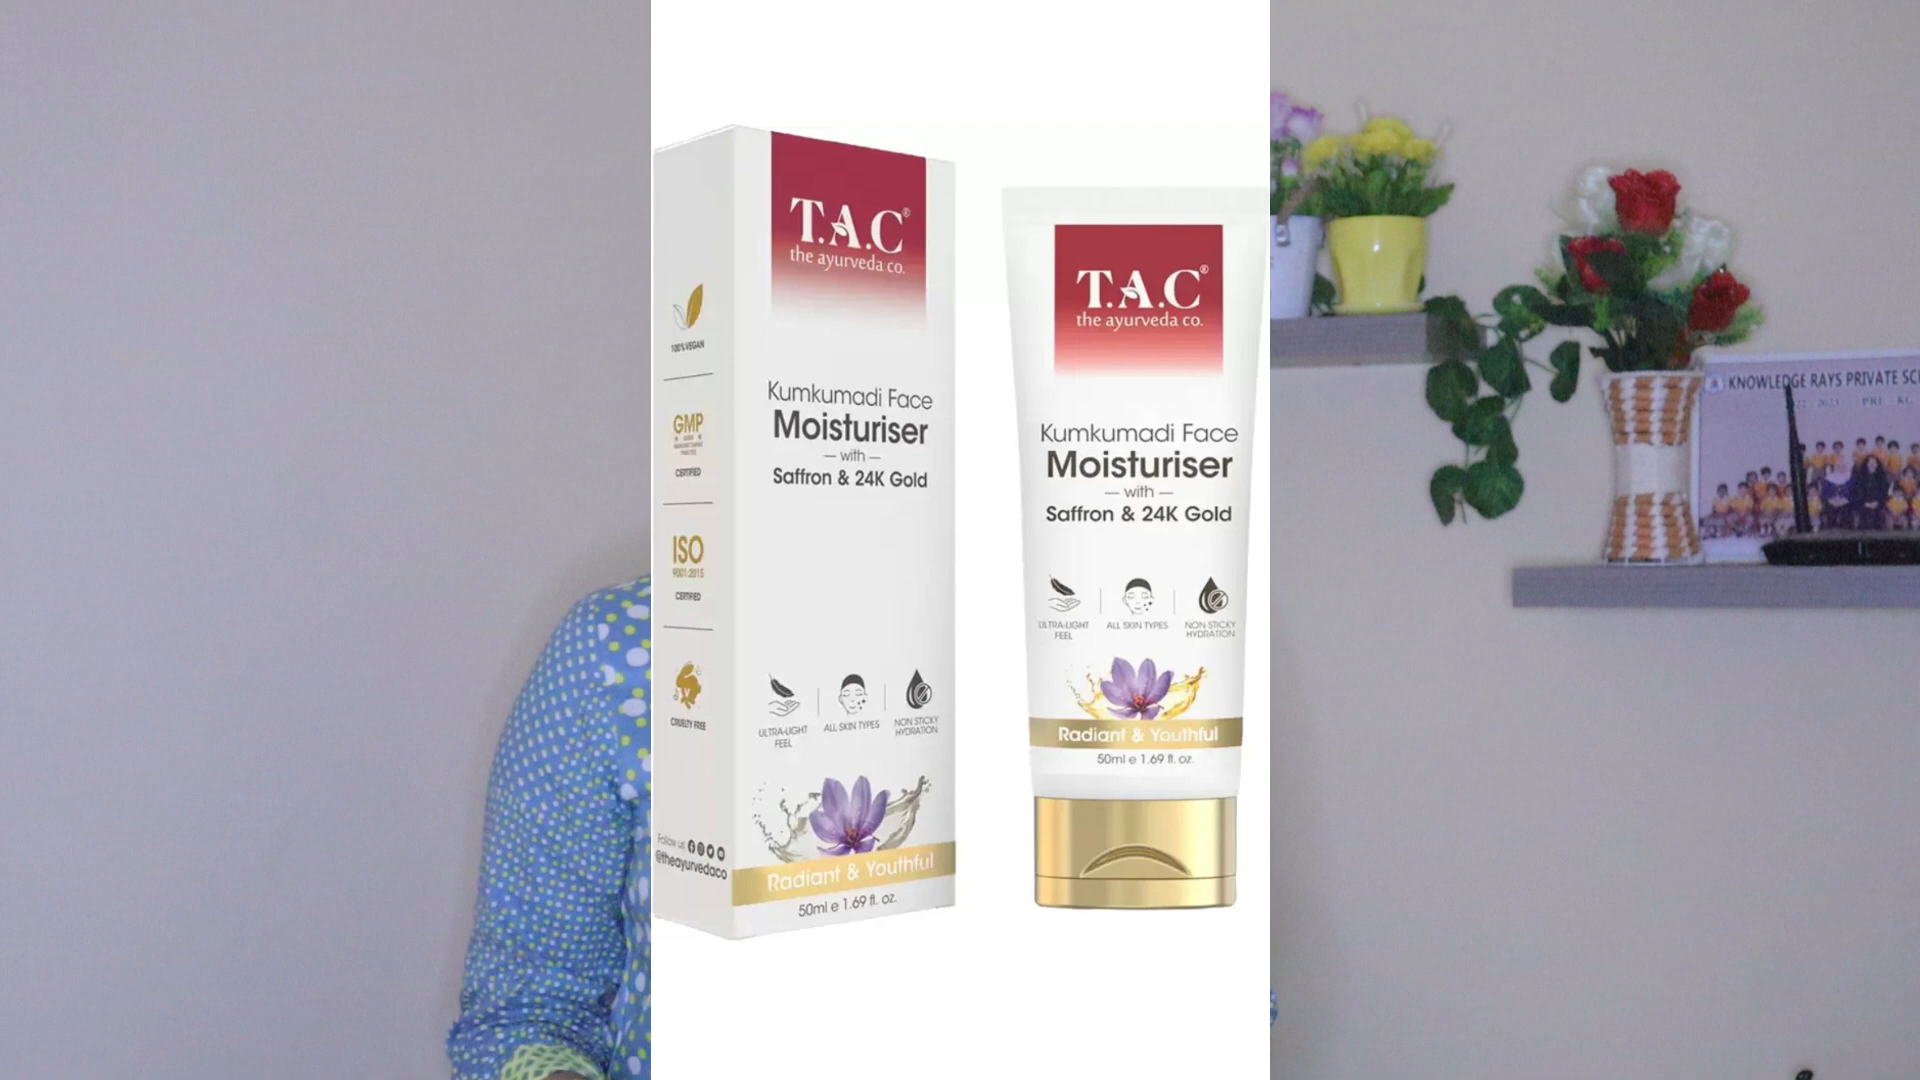 T.A.C®
the ayurveda co.
100% VEGAN
GMP
CERTIFIED
ISO
9001:2015
CERTIFIED
CRUELTY FREE
Follow us
@theayurvedaco
Kumkumadi Face
Moisturiser
— with —
Saffron & 24K Gold
ULTRA-LIGHT
FEEL
ALL SKIN TYPES
NON STICKY
HYDRATION
Radiant & Youthful
50ml e 1.69 fl. oz.
T.A.C®
the ayurveda co.
Kumkumadi Face
Moisturiser
— with —
Saffron & 24K Gold
ULTRA-LIGHT
FEEL
ALL SKIN TYPES
NON STICKY
HYDRATION
Radiant & Youthful
50ml e 1.69 fl. oz.
KNOWLEDGE RAYS PRIVATE SC
PRE - KG